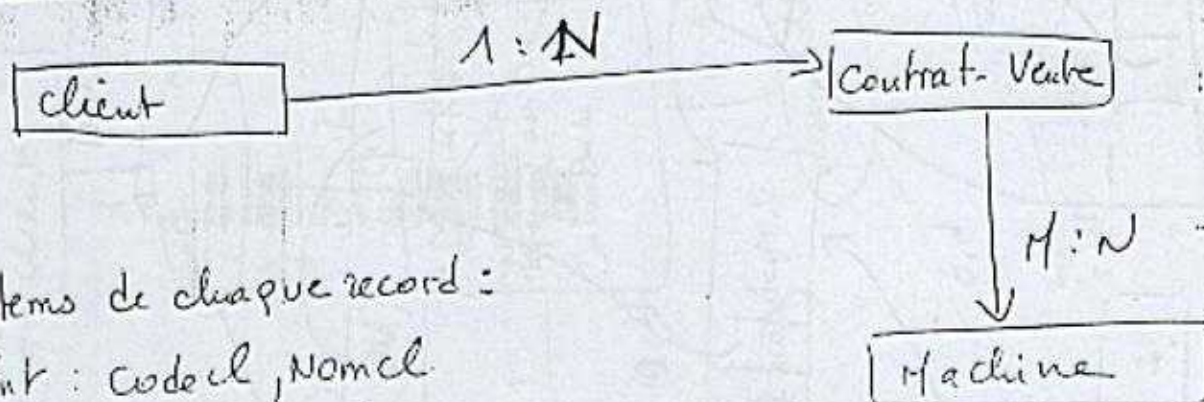 1 : N
client
Contrat-Vente
M : N
tems de chaque record :
nt : Codecl, Nomcl
Machine